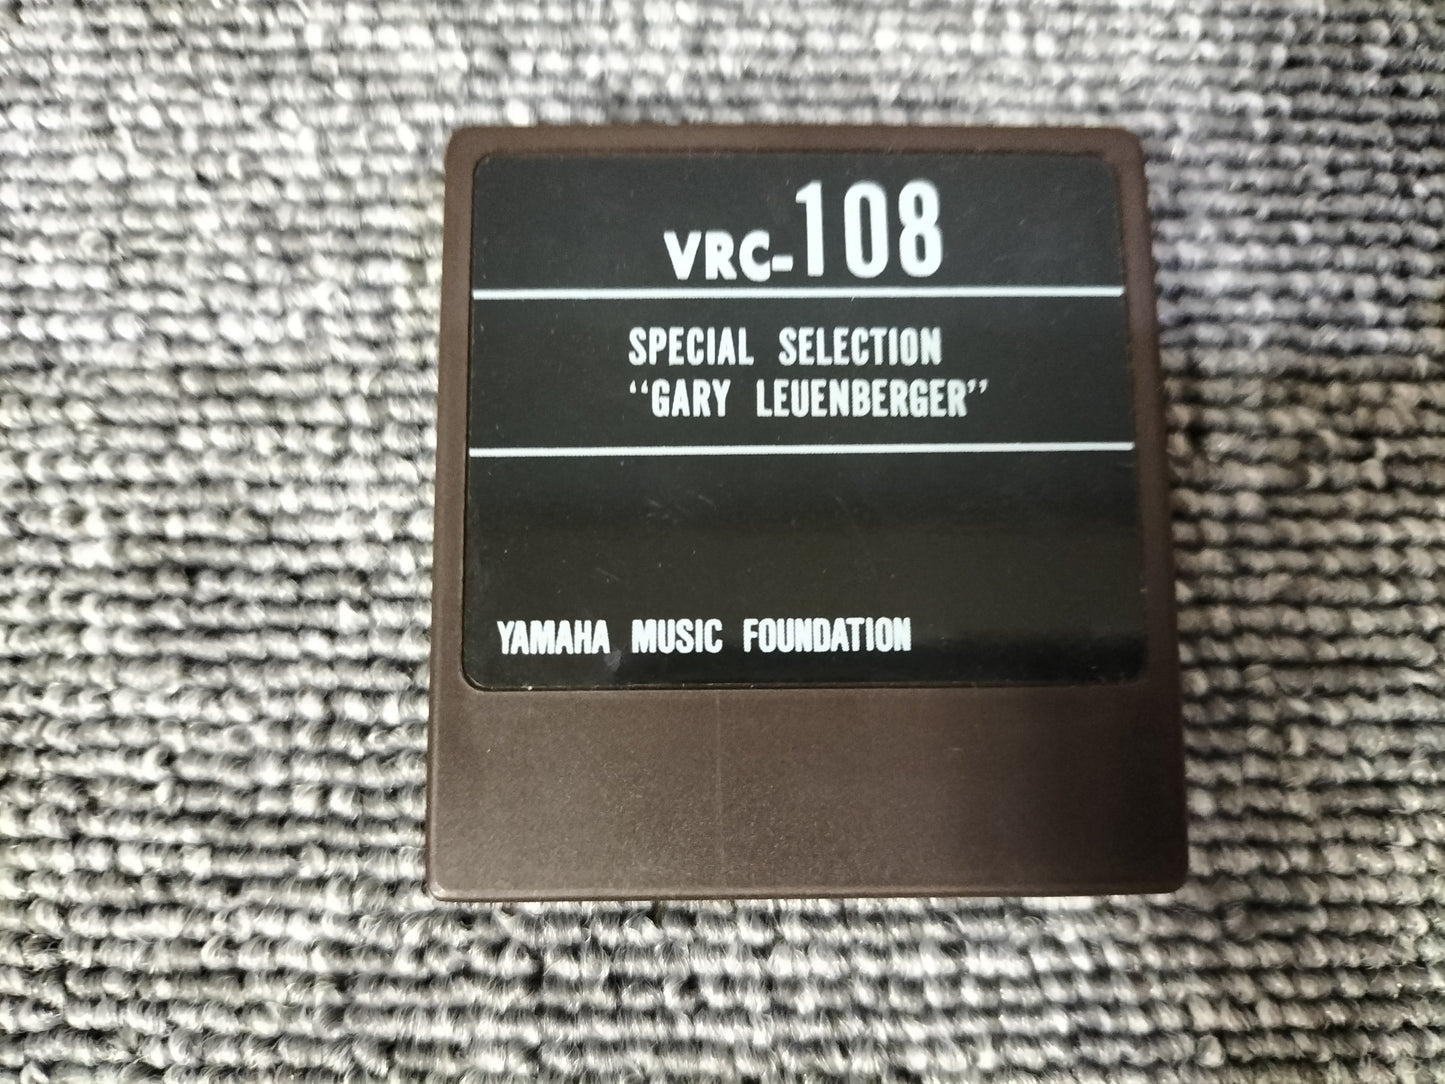 VRC-108
SPECIAL SELECTION
“GARY LEUENBERGER”
YAMAHA MUSIC FOUNDATION